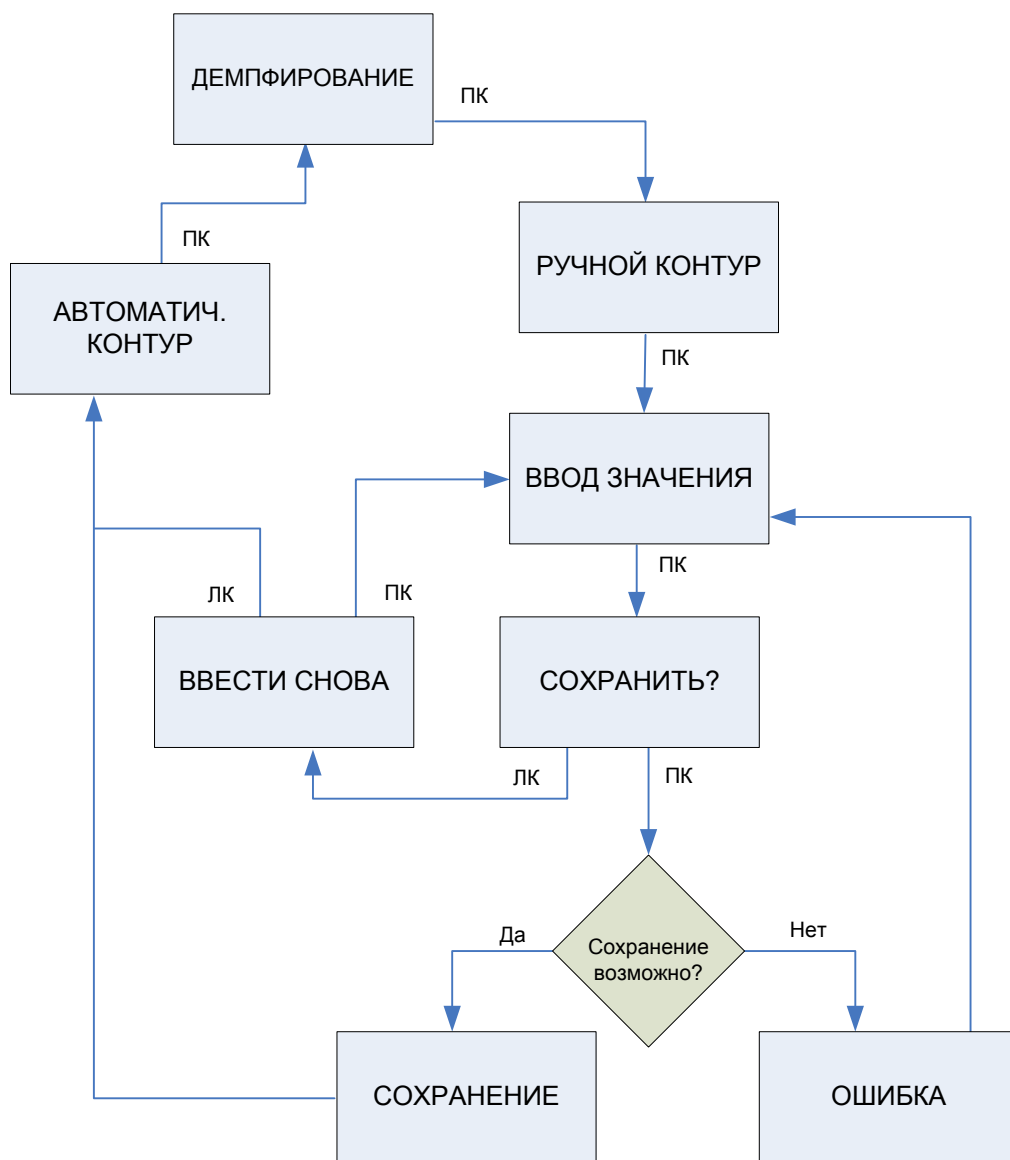 ДЕМПФИРОВАНИЕ
ПК
ПК
РУЧНОЙ КОНТУР
АВТОМАТИЧ.
КОНТУР
ПК
ВВОД ЗНАЧЕНИЯ
ПК
ЛК
ПК
ВВЕСТИ СНОВА
СОХРАНИТЬ?
ЛК
ПК
Да
Нет
Сохранение
возможно?
СОХРАНЕНИЕ
ОШИБКА